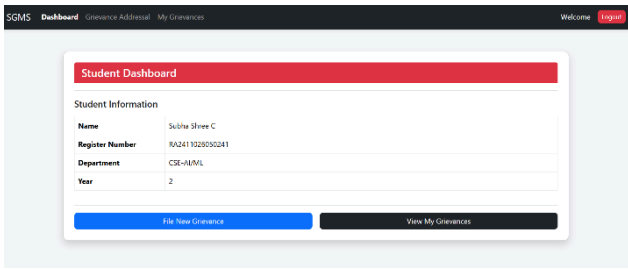 SGMS Dashboard Grievance Addressal My Grievances Welcome Logout
Student Dashboard
Student Information
Name Subha Shree C
Register Number RA2411026050241
Department CSE-AI/ML
Year 2
File New Grievance View My Grievances